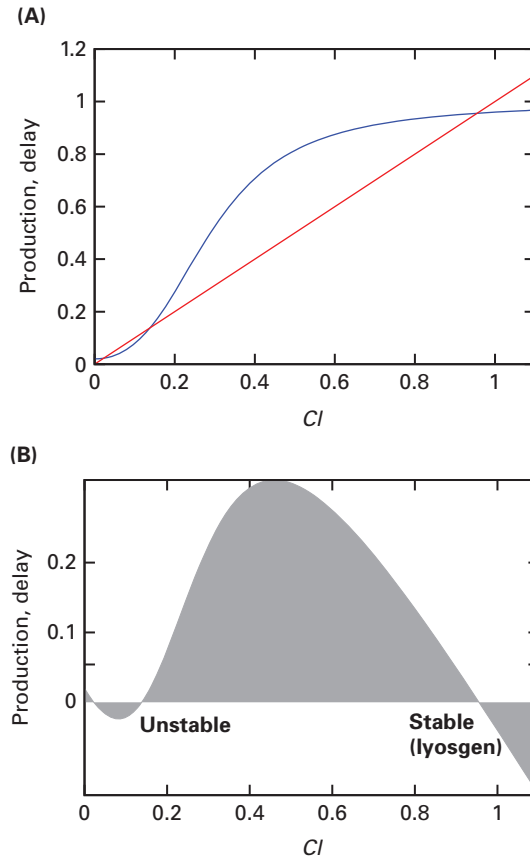 (A)
1.2
1
0.8
0.6
0.4
0.2
0
Production, delay
0 0.2 0.4 0.6 0.8 1
CI
(B)
0.2
0.1
0
Production, delay
Unstable
Stable
(lyosgen)
0 0.2 0.4 0.6 0.8 1
CI